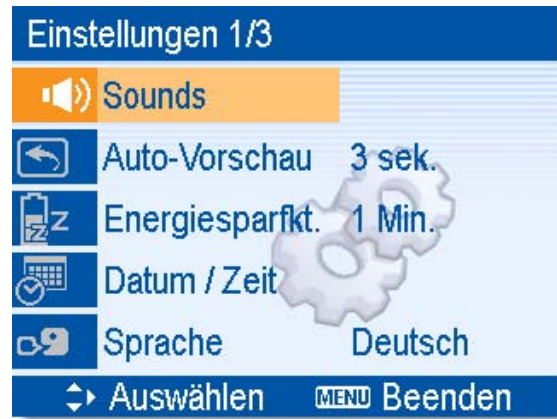 Einstellungen 1/3
Sounds
Auto-Vorschau 3 sek.
Energiesparfkt. 1 Min.
Datum / Zeit
Sprache Deutsch
Auswählen MENU Beenden